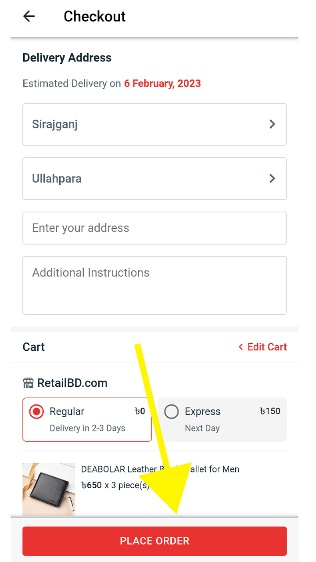 Checkout
Delivery Address
Estimated Delivery on 6 February, 2023
Sirajganj
Ullahpara
Enter your address
Additional Instructions
Cart
Edit Cart
RetailBD.com
Regular ৳0
Delivery in 2-3 Days
Express ৳150
Next Day
DEABOLAR Leather Wallet for Men
৳650 x 3 piece(s)
PLACE ORDER